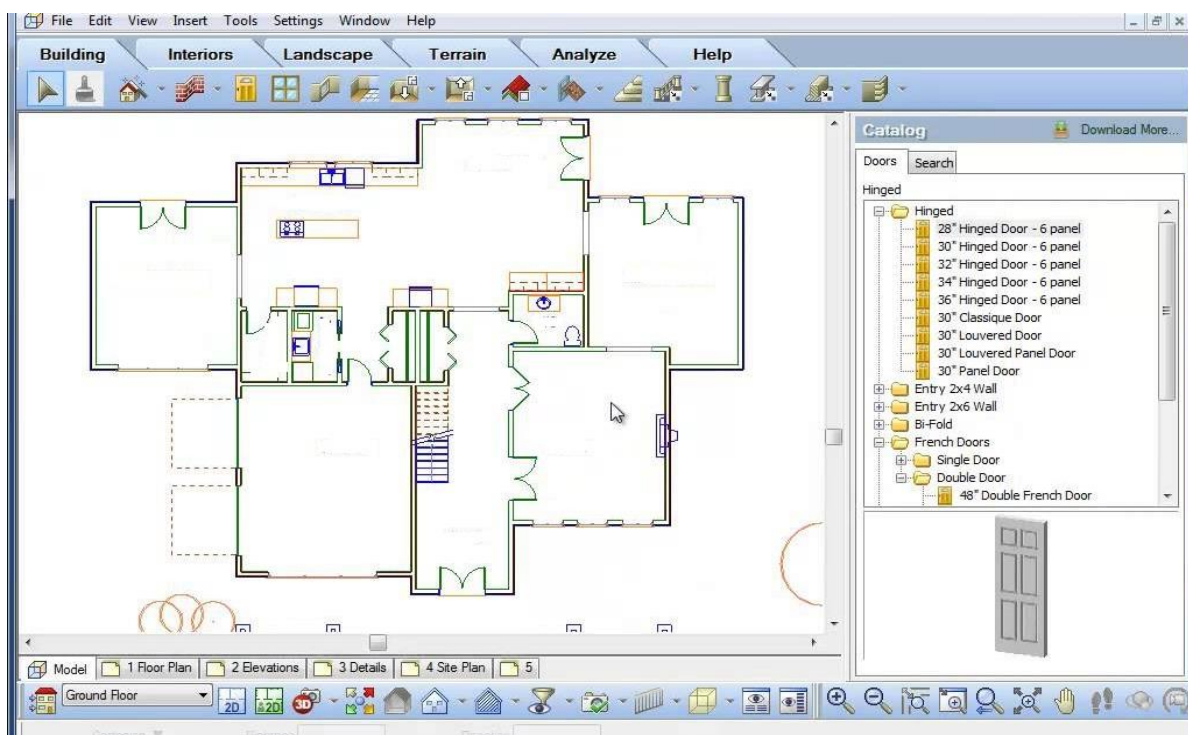 File Edit View Insert Tools Settings Window Help
Building Interiors Landscape Terrain Analyze Help
Catalog Download More...
Doors Search
Hinged
Hinged
28" Hinged Door - 6 panel
30" Hinged Door - 6 panel
32" Hinged Door - 6 panel
34" Hinged Door - 6 panel
36" Hinged Door - 6 panel
30" Classique Door
30" Louvered Door
30" Louvered Panel Door
30" Panel Door
Entry 2x4 Wall
Entry 2x6 Wall
Bi-Fold
French Doors
Single Door
Double Door
48" Double French Door
Model 1 Floor Plan 2 Elevations 3 Details 4 Site Plan 5
Ground Floor 2D 2D 3D